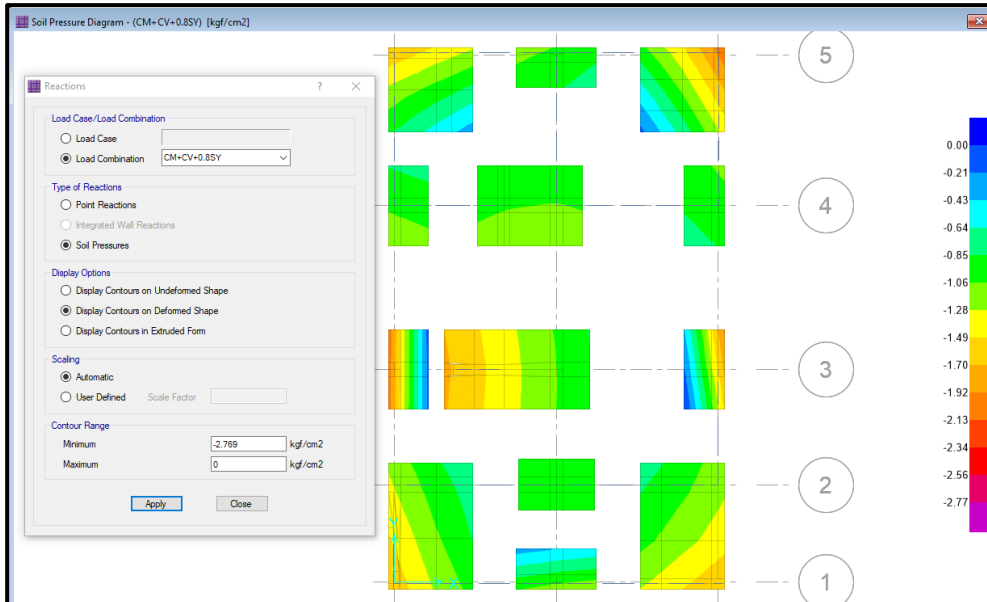 Soil Pressure Diagram - (CM+CV+0.8SY) [kgf/cm2]
Reactions
?
Load Case/Load Combination
Load Case
Load Combination
CM+CV+0.8SY
Type of Reactions
Point Reactions
Integrated Wall Reactions
Soil Pressures
Display Options
Display Contours on Undeformed Shape
Display Contours on Deformed Shape
Display Contours in Extruded Form
Scaling
Automatic
User Defined Scale Factor
Contour Range
Minimum -2.769 kgf/cm2
Maximum 0 kgf/cm2
Apply Close
5
4
3
2
1
Y
X
0.00
-0.21
-0.43
-0.64
-0.85
-1.06
-1.28
-1.49
-1.70
-1.92
-2.13
-2.34
-2.56
-2.77